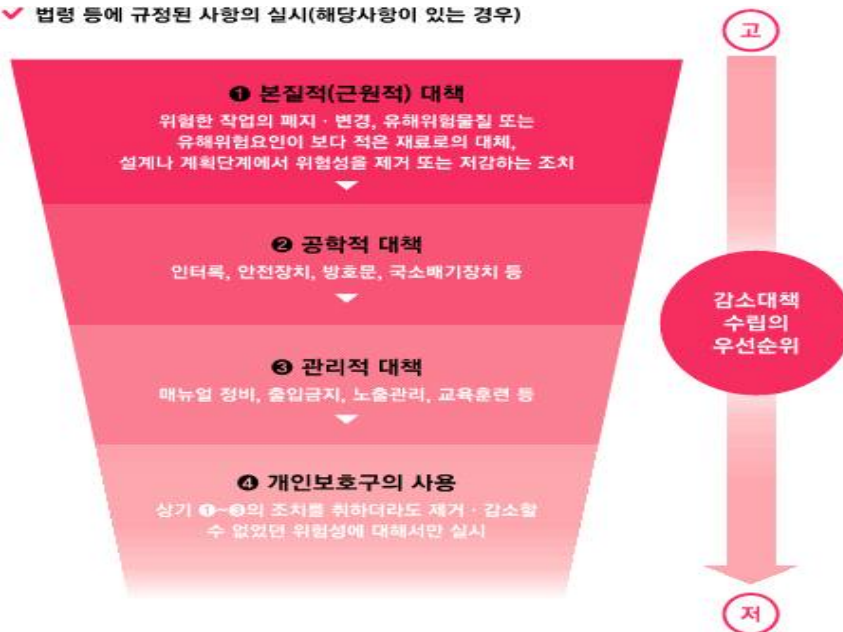 법령 등에 규정된 사항의 실시(해당사항이 있는 경우)
고
❶ 본질적(근원적) 대책
위험한 작업의 폐지 · 변경, 유해위험물질 또는
유해위험요인이 보다 적은 재료로의 대체,
설계나 계획단계에서 위험성을 제거 또는 저감하는 조치
❷ 공학적 대책
인터록, 안전장치, 방호문, 국소배기장치 등
감소대책
수립의
우선순위
❸ 관리적 대책
매뉴얼 정비, 출입금지, 노출관리, 교육훈련 등
❹ 개인보호구의 사용
상기 ❶~❸의 조치를 취하더라도 제거 · 감소할
수 없었던 위험성에 대해서만 실시
저